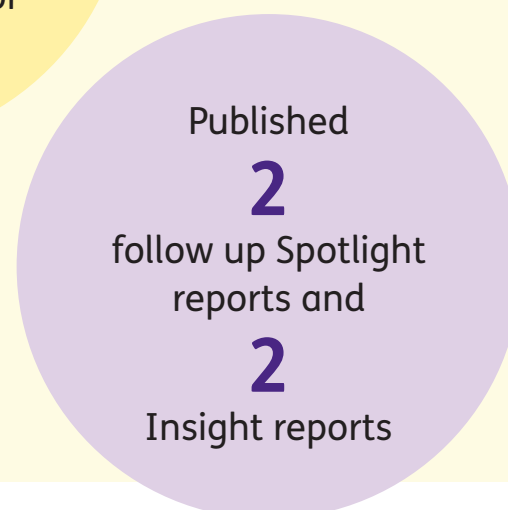 Published
2
follow up Spotlight
reports and
2
Insight reports